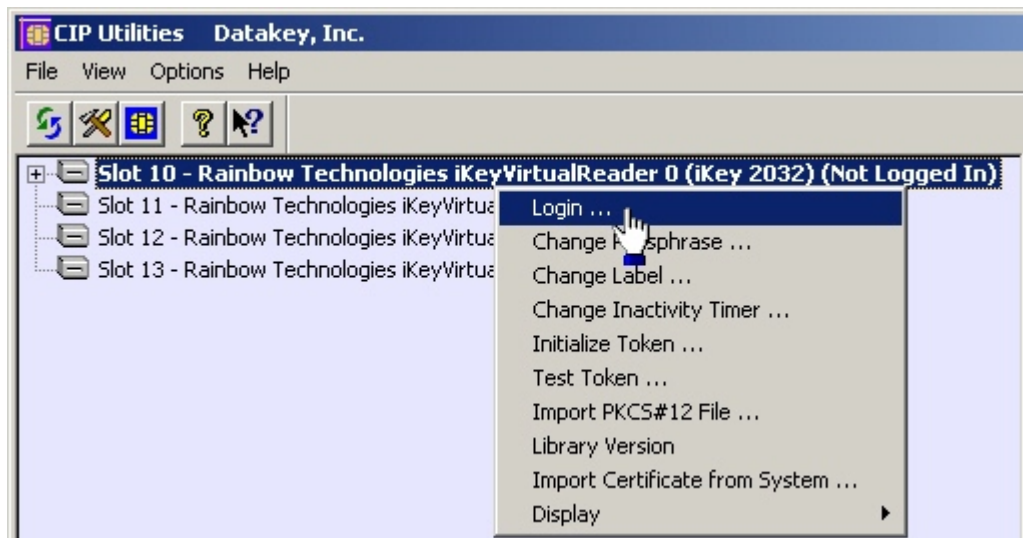 CIP Utilities Datakey, Inc.
File View Options Help
Slot 10 - Rainbow Technologies iKeyVirtualReader 0 (iKey 2032) (Not Logged In)
Slot 11 - Rainbow Technologies iKeyVirtua
Slot 12 - Rainbow Technologies iKeyVirtua
Slot 13 - Rainbow Technologies iKeyVirtua
Login ...
Change sphrase ...
Change Label ...
Change Inactivity Timer ...
Initialize Token ...
Test Token ...
Import PKCS#12 File ...
Library Version
Import Certificate from System ...
Display